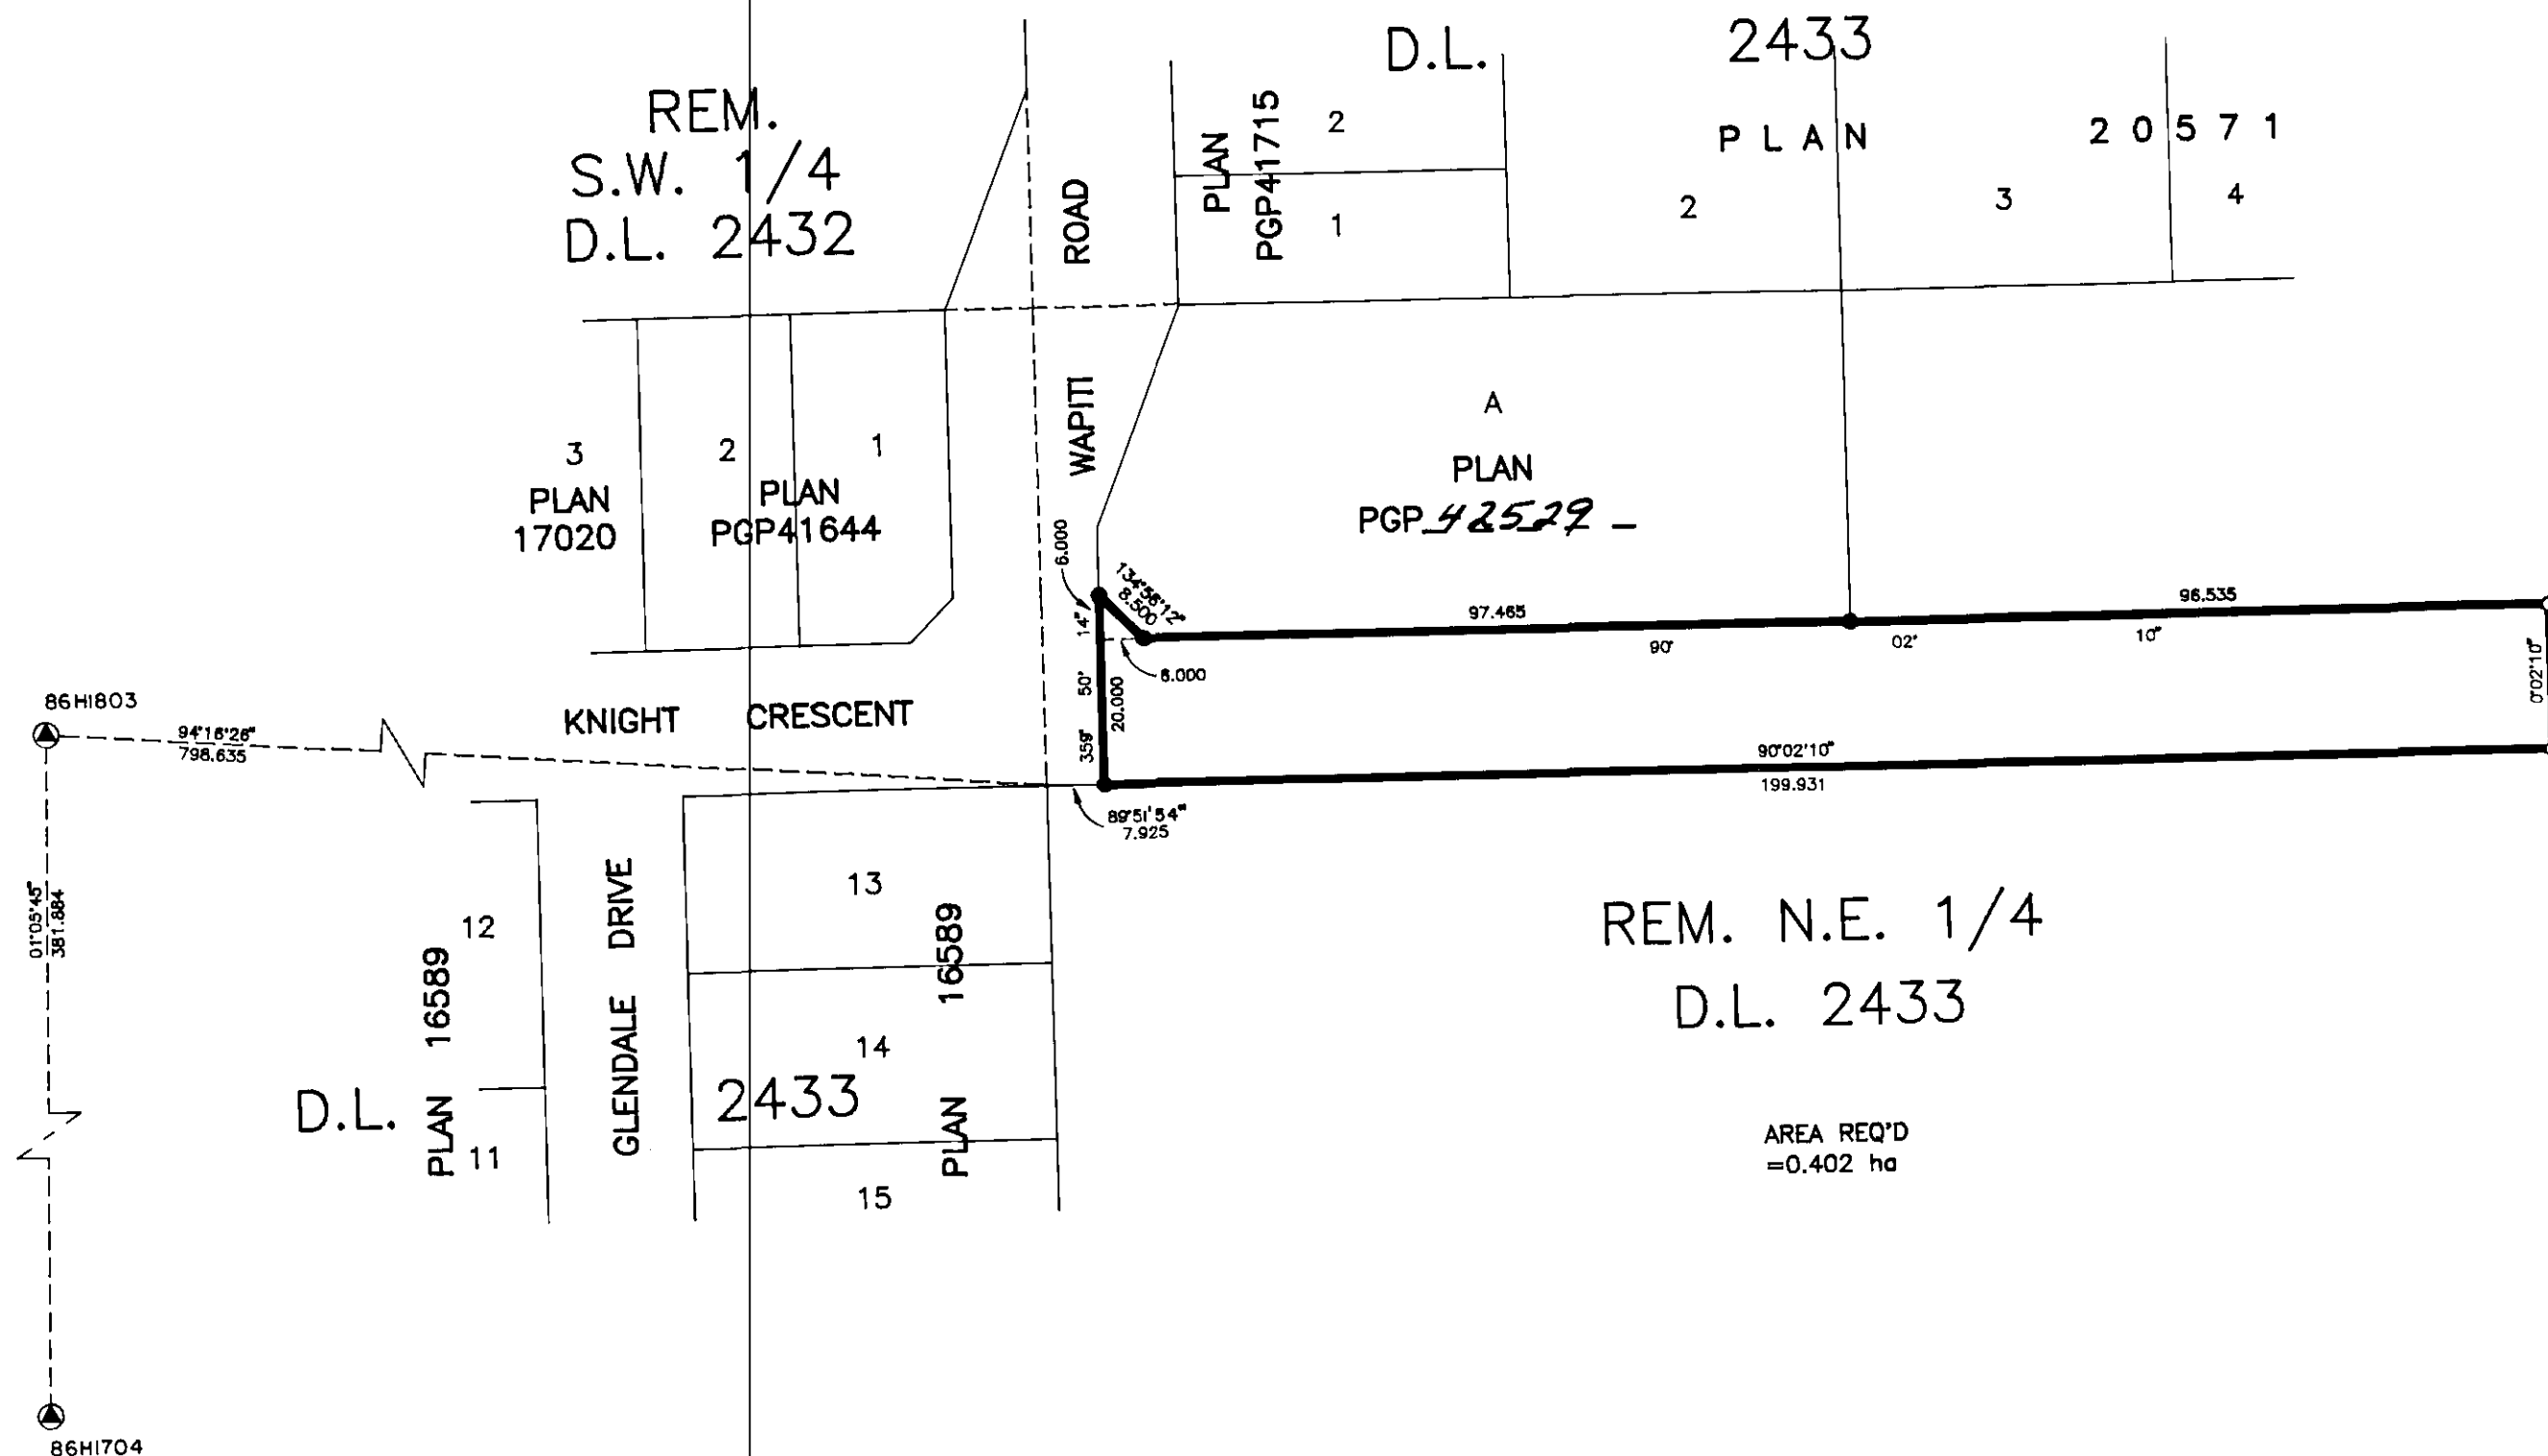 D.L. 2433
REM.
S.W. 1/4
D.L. 2432
PLAN
PGP41715
2
1
PLAN 20571
2
3
4
ROAD
WAPITI
A
PLAN
PGP 42529 -
3
PLAN
17020
2
1
PLAN
PGP41644
6.000
134°56'12"
8.500
97.465
96.535
90°
02'
10"
6.000
359° 50' 14"
20.000
0°02'10"
86H1803
94°16'26"
798.635
KNIGHT CRESCENT
90°02'10"
199.931
89°51'54"
7.925
01°05'45"
381.884
12
PLAN 16589
11
GLENDALE DRIVE
13
14
15
PLAN 16589
D.L. 2433
REM. N.E. 1/4
D.L. 2433
AREA REQ'D
=0.402 ha
86H1704